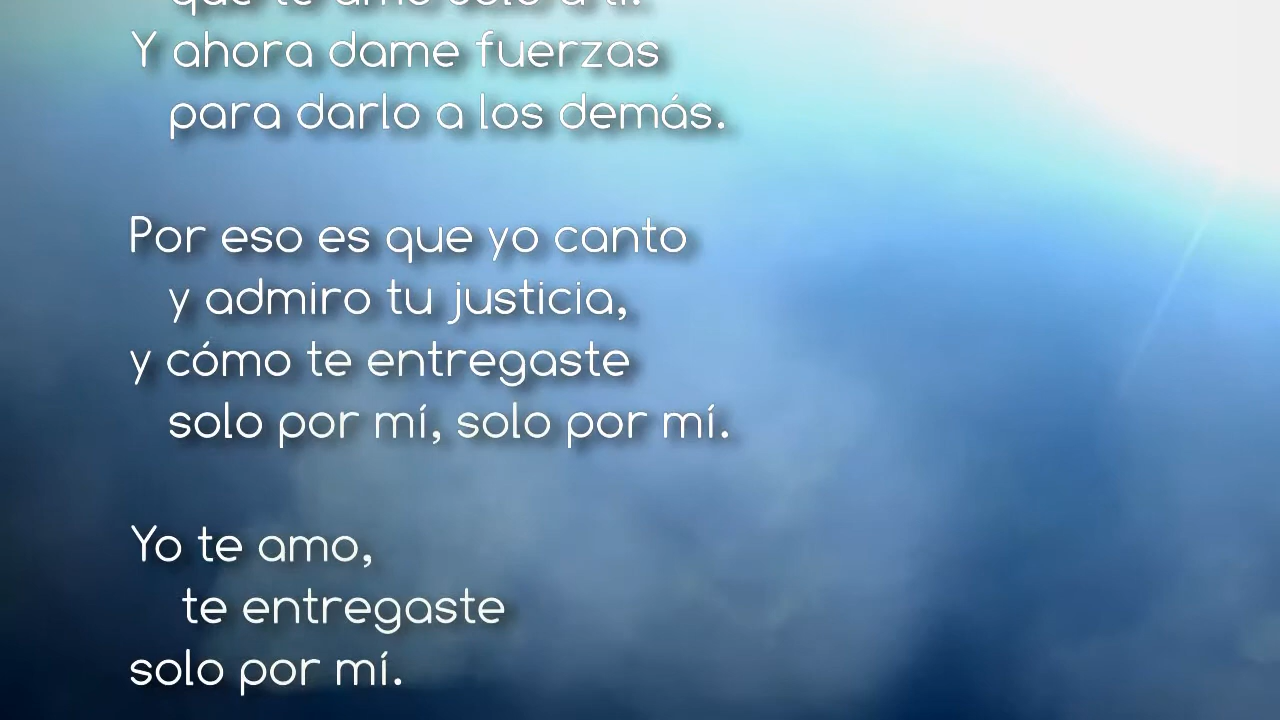 que te amo solo a ti.
Y ahora dame fuerzas
para darlo a los demás.
Por eso es que yo canto
y admiro tu justicia,
y cómo te entregaste
solo por mí, solo por mí.
Yo te amo,
te entregaste
solo por mí.